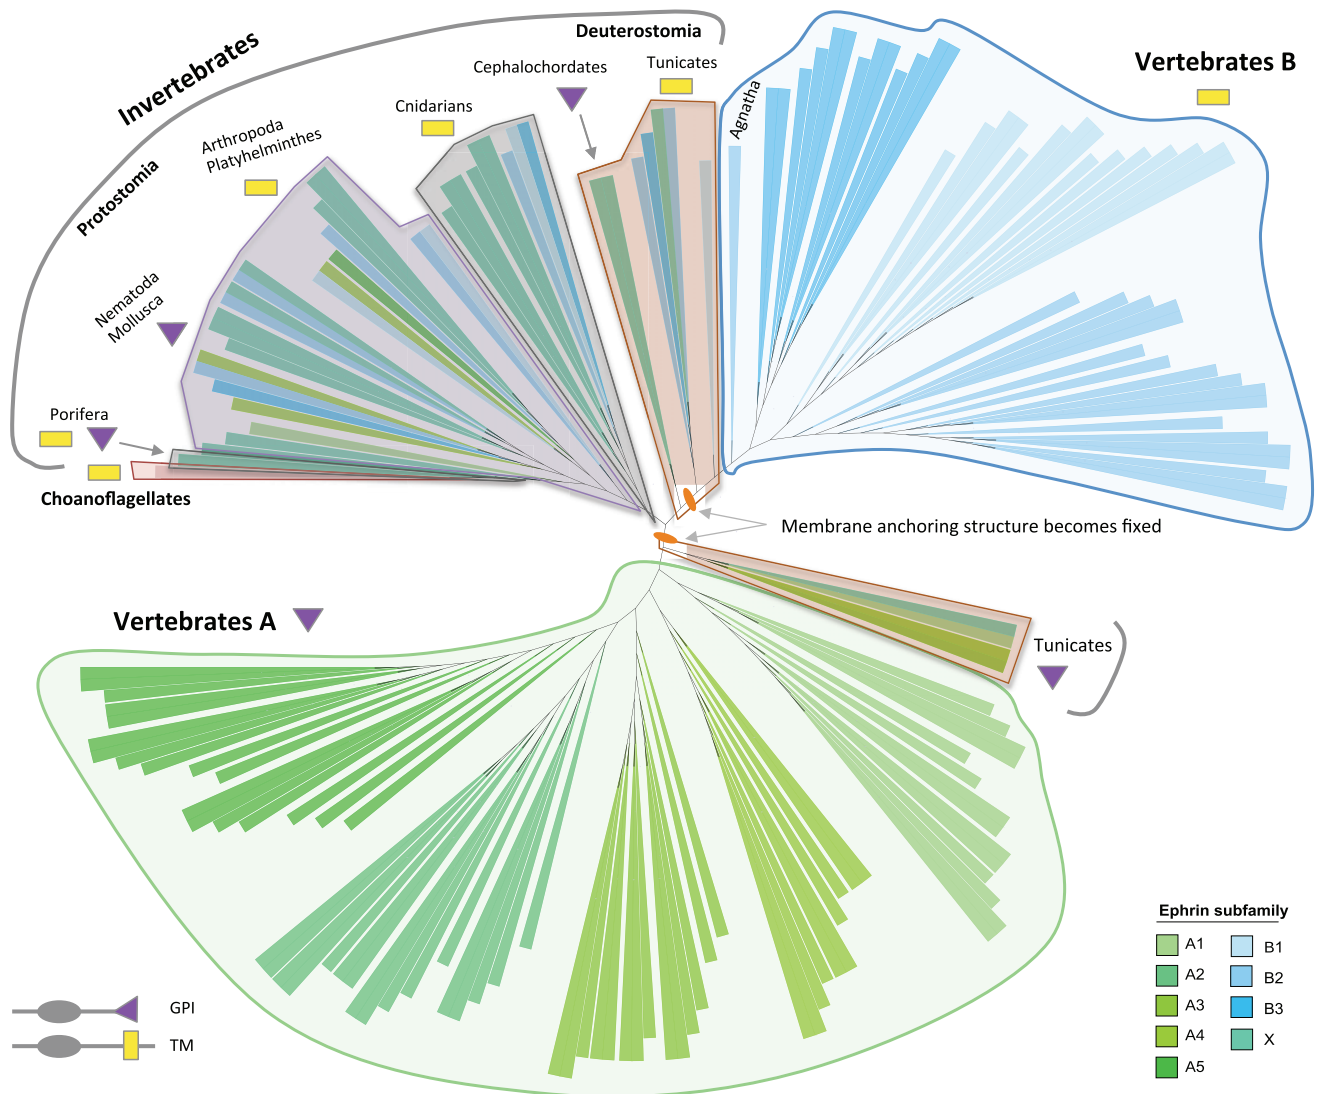 Deuterostomia
Invertebrates
Cephalochordates
Tunicates
Vertebrates B
Cnidarians
Agnatha
Arthropoda
Platyhelminthes
Protostomia
Nematoda
Mollusca
Porifera
Choanoflagellates
Membrane anchoring structure becomes fixed
Vertebrates A
Tunicates
Ephrin subfamily
A1
B1
A2
B2
A3
B3
A4
X
A5
GPI
TM